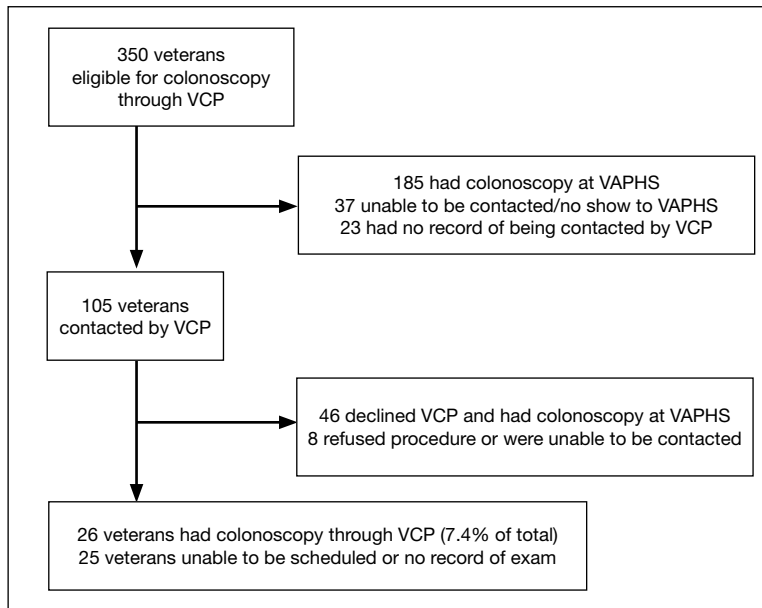 350 veterans
eligible for colonoscopy
through VCP
185 had colonoscopy at VAPHS
37 unable to be contacted/no show to VAPHS
23 had no record of being contacted by VCP
105 veterans
contacted by VCP
46 declined VCP and had colonoscopy at VAPHS
8 refused procedure or were unable to be contacted
26 veterans had colonoscopy through VCP (7.4% of total)
25 veterans unable to be scheduled or no record of exam